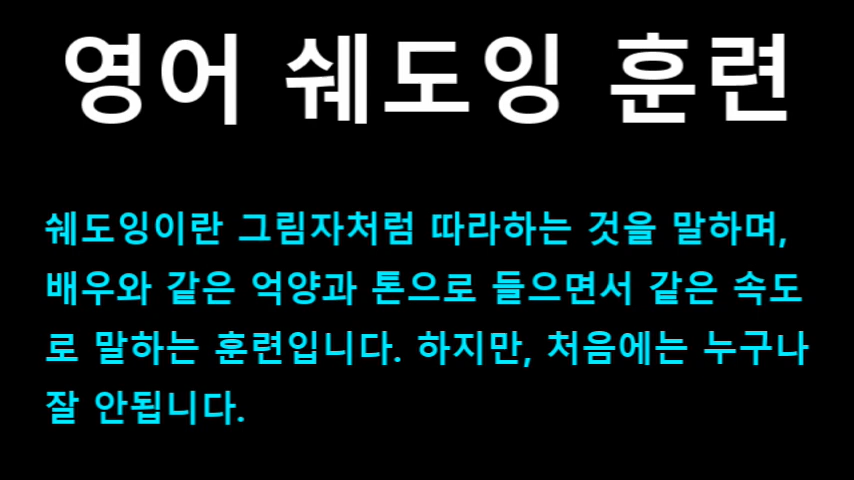 영어 쉐도잉 훈련
쉐도잉이란 그림자처럼 따라하는 것을 말하며,
배우와 같은 억양과 톤으로 들으면서 같은 속도
로 말하는 훈련입니다. 하지만, 처음에는 누구나
잘 안됩니다.